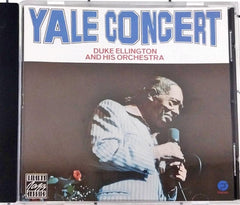 YALE CONCERT
DUKE ELLINGTON
AND HIS ORCHESTRA